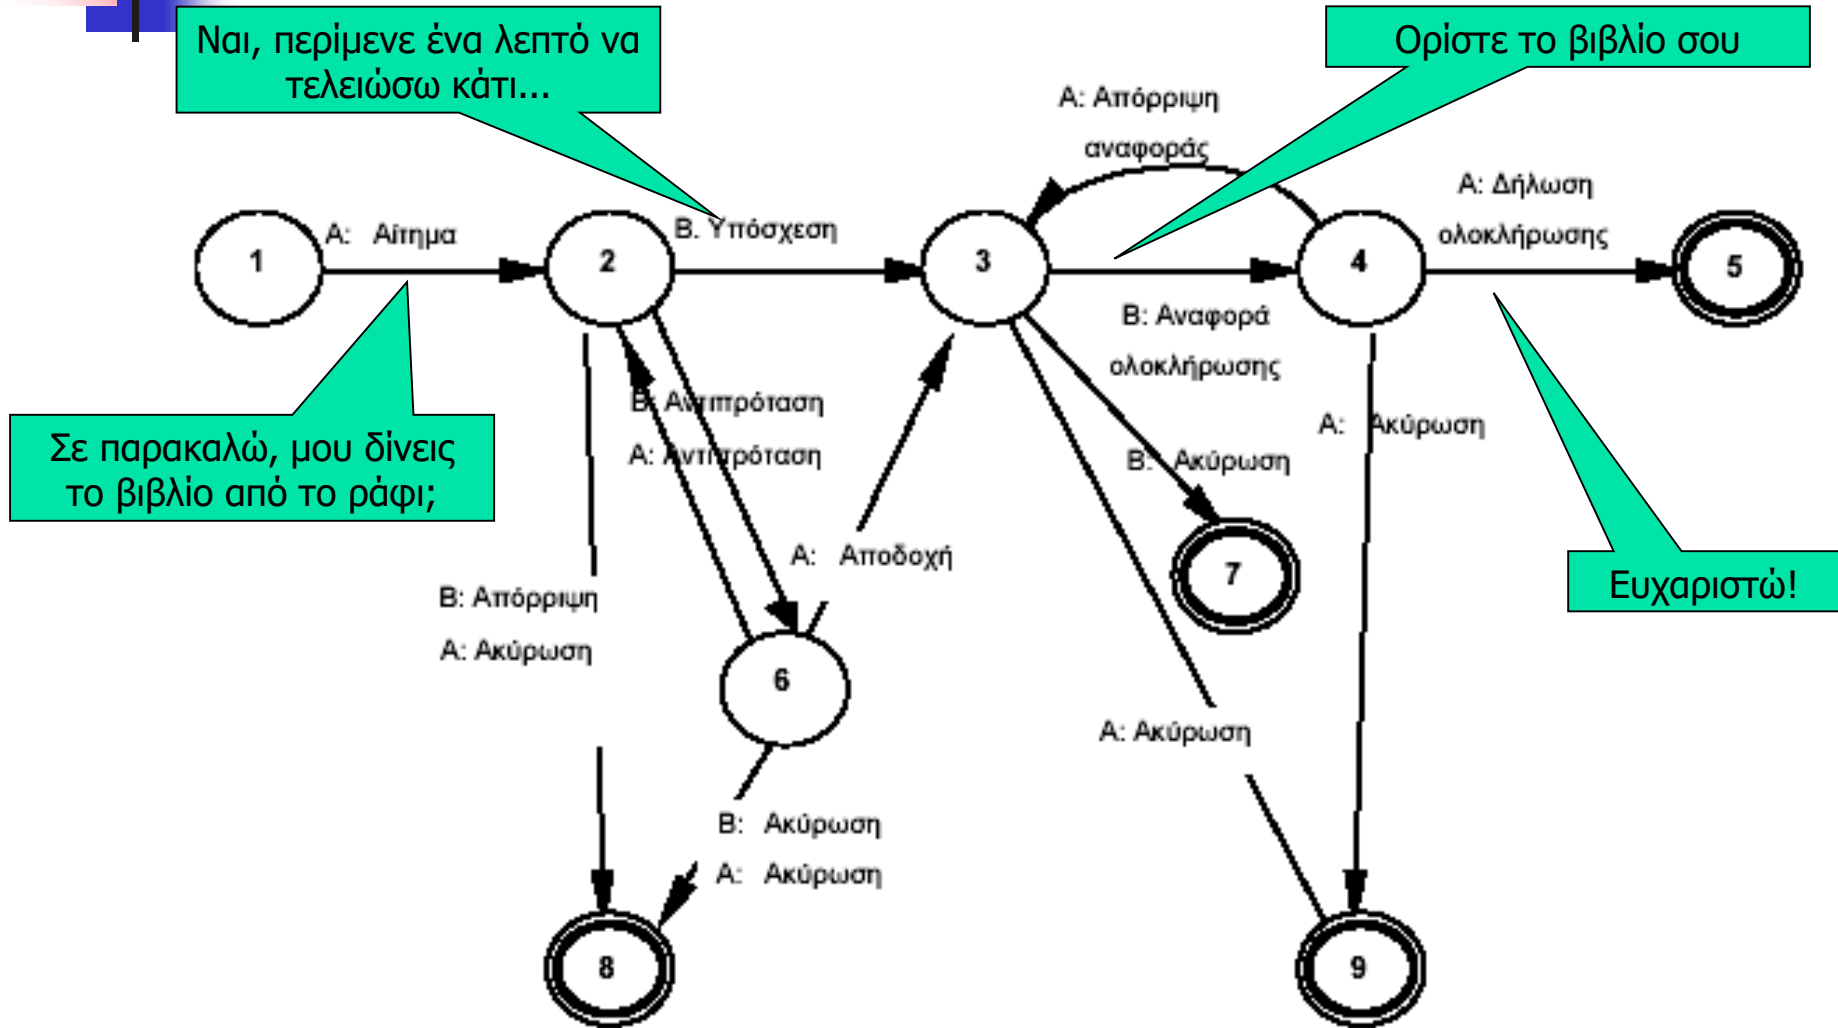 Ναι, περίμενε ένα λεπτό να
τελειώσω κάτι...
Ορίστε το βιβλίο σου
Α: Απόρριψη
αναφοράς
Α: Δήλωση
ολοκλήρωσης
1
Α: Αίτημα
2
Β. Υπόσχεση
3
4
5
Β: Αναφορά
ολοκλήρωσης
Σε παρακαλώ, μου δίνεις
το βιβλίο από το ράφι;
Β: Αντιπρόταση
Α: Αντιπρόταση
Α: Ακύρωση
Β: Ακύρωση
Α: Αποδοχή
7
Ευχαριστώ!
Β: Απόρριψη
Α: Ακύρωση
6
Α: Ακύρωση
Β: Ακύρωση
Α: Ακύρωση
8
9